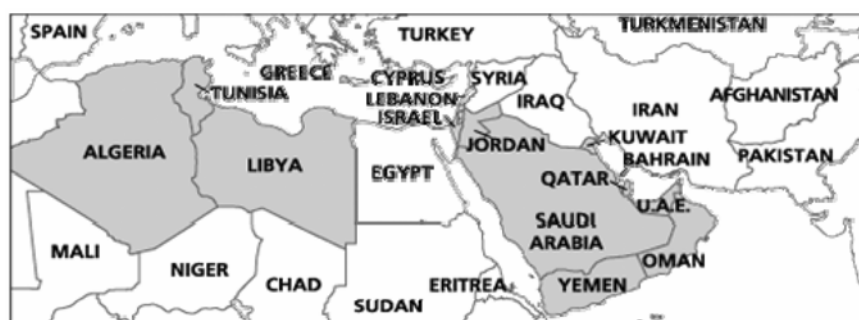 SPAIN
TURKEY
TURKMENISTAN
GREECE
CYPRUS
SYRIA
TUNISIA
LEBANON
IRAQ
IRAN
AFGHANISTAN
ISRAEL
ALGERIA
LIBYA
EGYPT
JORDAN
KUWAIT
BAHRAIN
PAKISTAN
QATAR
U.A.E.
SAUDI
ARABIA
MALI
NIGER
CHAD
SUDAN
ERITREA
YEMEN
OMAN